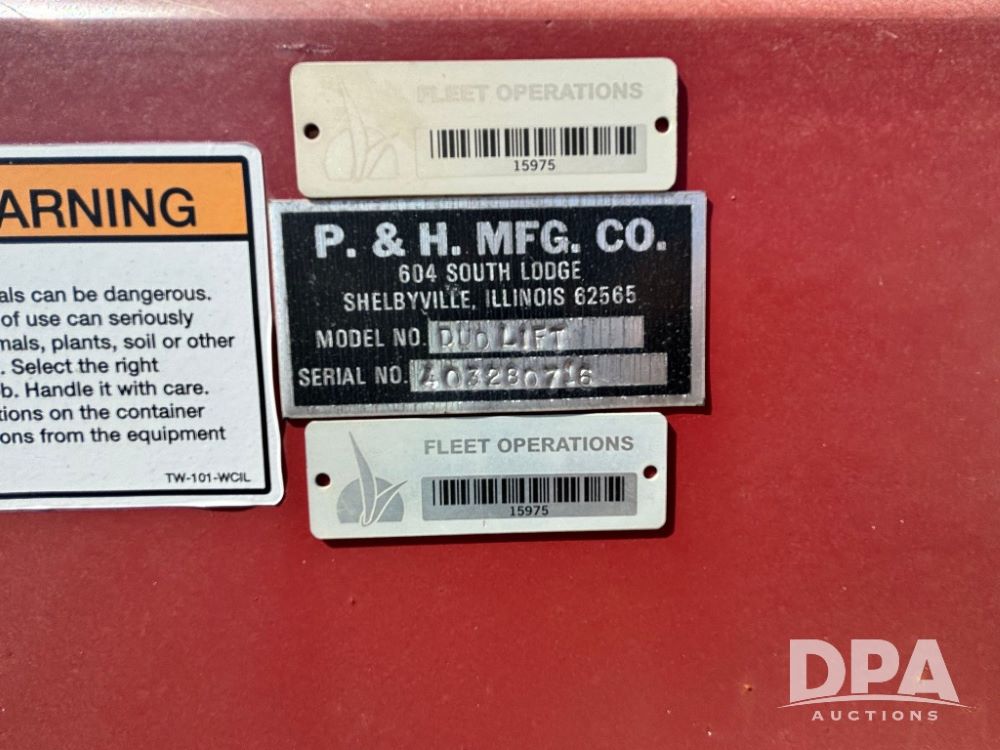 FLEET OPERATIONS
15975
ARNING
als can be dangerous.
of use can seriously
mals, plants, soil or other
. Select the right
b. Handle it with care.
tions on the container
ons from the equipment
TW-101-WCIL
P. & H. MFG. CO.
604 SOUTH LODGE
SHELBYVILLE, ILLINOIS 62565
MODEL NO. DUO LIFT
SERIAL NO. 403280716
FLEET OPERATIONS
15975
DPA
AUCTIONS